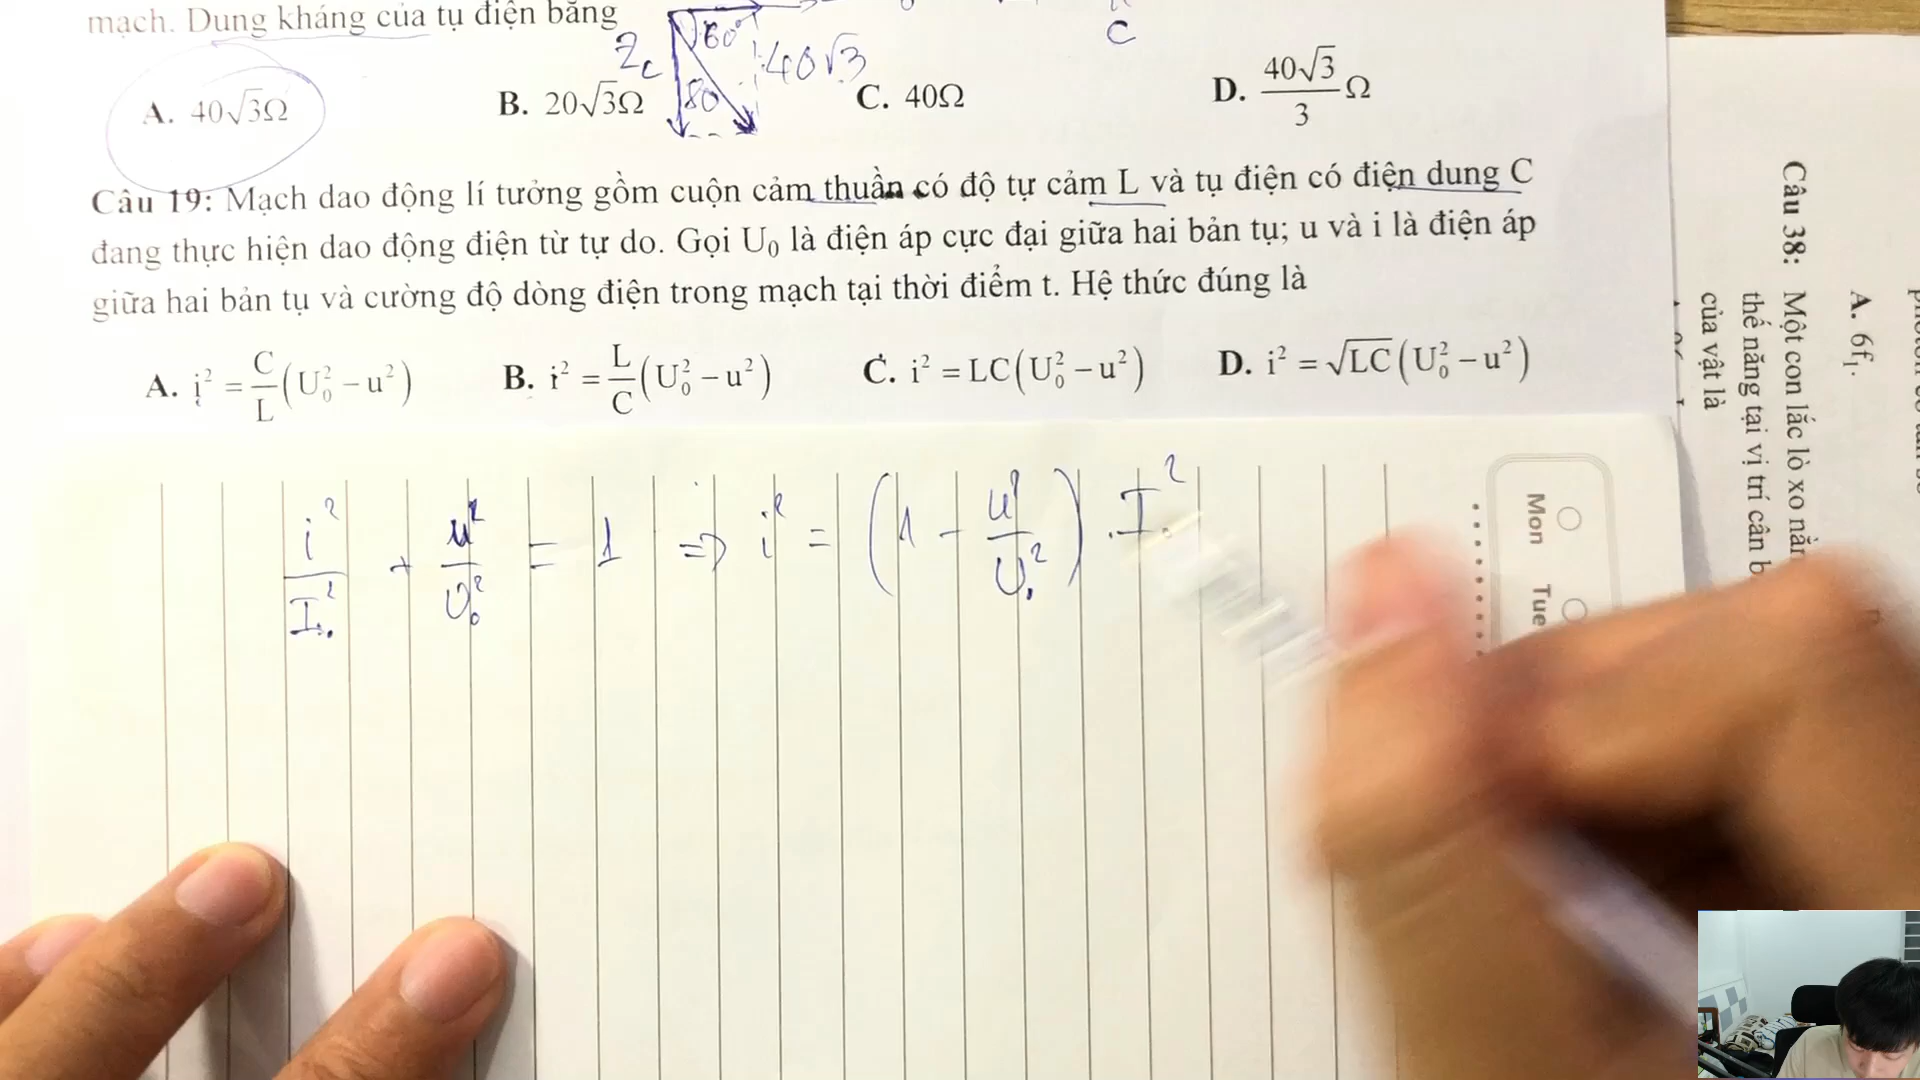 mạch. Dung kháng của tụ điện bằng
Z_C 60° 80 40√3
C
A. 40√3Ω B. 20√3Ω C. 40Ω D. 40√3/3 Ω
Câu 19: Mạch dao động lí tưởng gồm cuộn cảm thuần có độ tự cảm L và tụ điện có điện dung C
đang thực hiện dao động điện từ tự do. Gọi U₀ là điện áp cực đại giữa hai bản tụ; u và i là điện áp
giữa hai bản tụ và cường độ dòng điện trong mạch tại thời điểm t. Hệ thức đúng là
A. i² = C/L (U₀² – u²) B. i² = L/C (U₀² – u²) C. i² = LC(U₀² – u²) D. i² = √LC (U₀² – u²)
i²/I₀² + u²/U₀² = 1 => i² = (1 - u²/U₀²) . I₀²
Mon
Tue
Câu 38: Một con lắc lò xo nằm
thế năng tại vị trí cân b
của vật là
A. 6f₁.